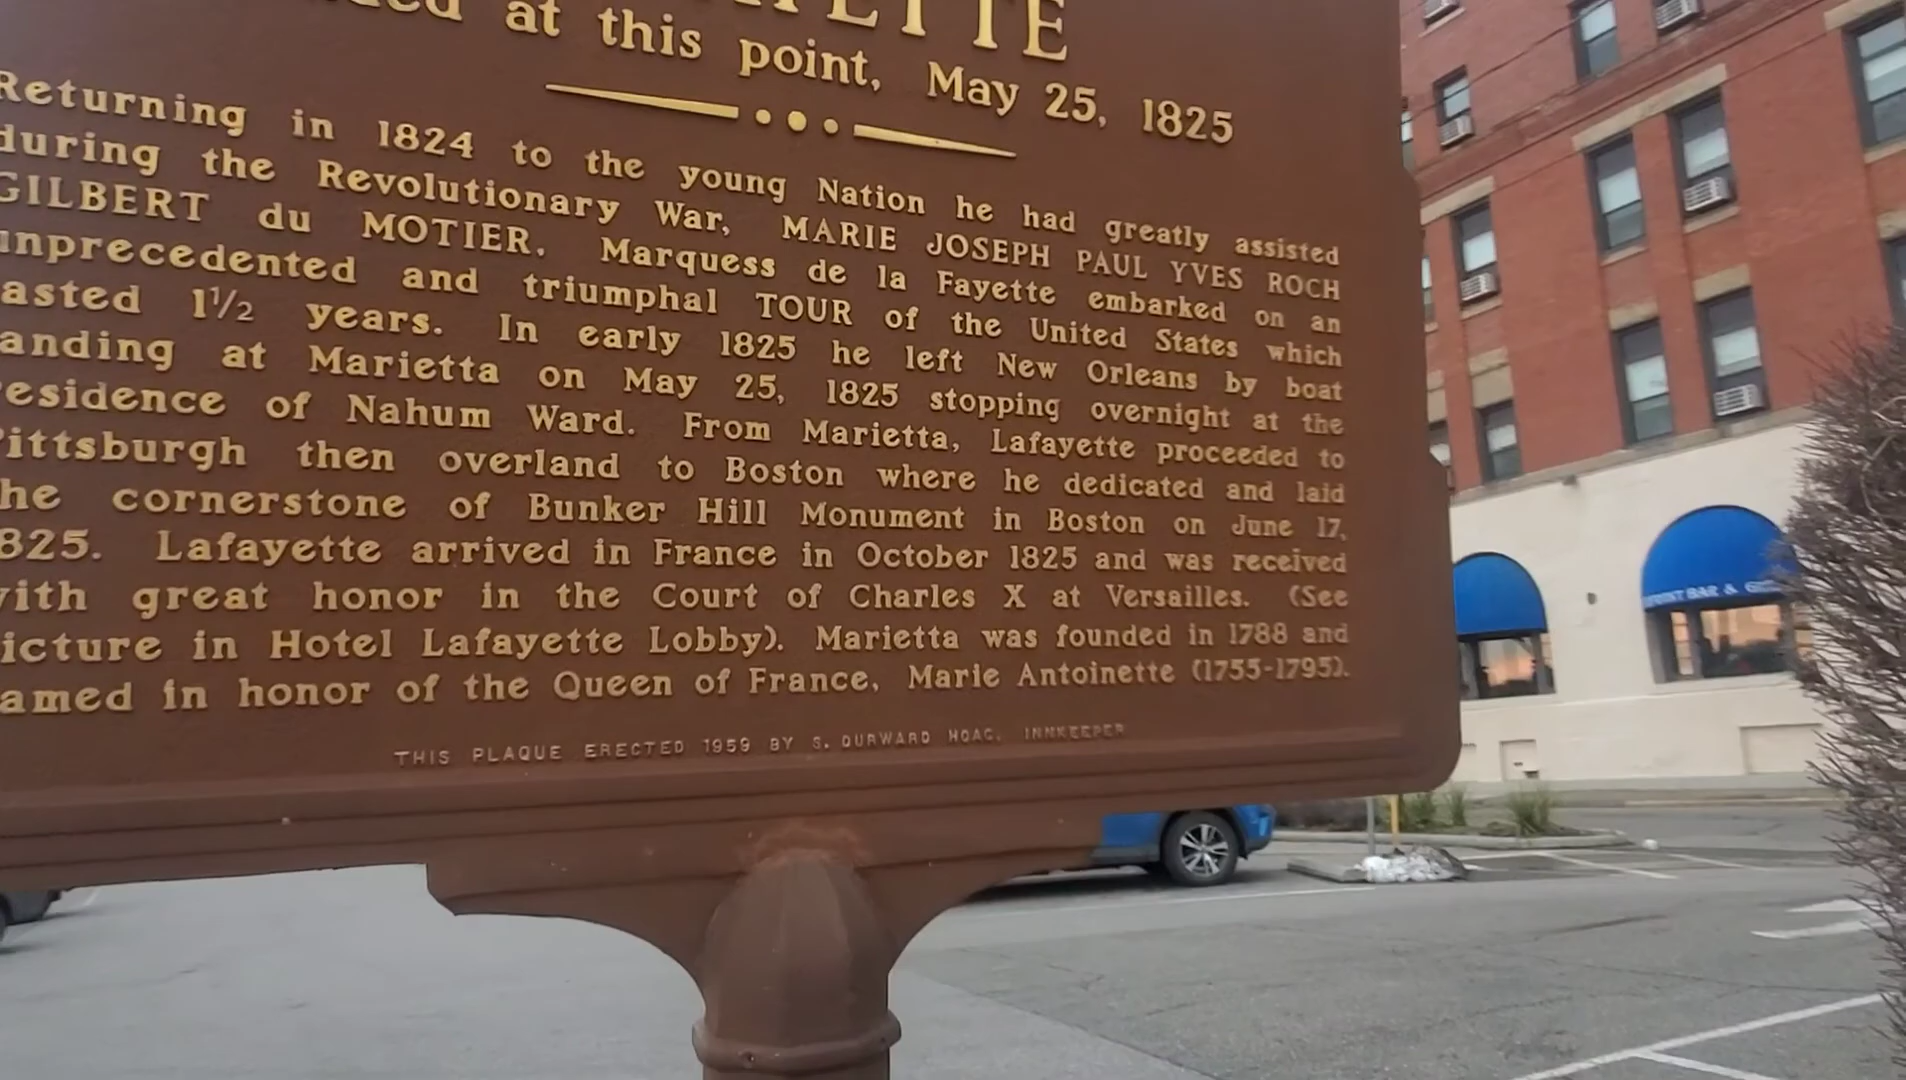 at this point, May 25, 1825
Returning in 1824 to the young Nation he had greatly assisted
during the Revolutionary War, MARIE JOSEPH PAUL YVES ROCH
GILBERT du MOTIER, Marquess de la Fayette embarked on an
unprecedented and triumphal TOUR of the United States which
asted 1½ years. In early 1825 he left New Orleans by boat
anding at Marietta on May 25, 1825 stopping overnight at the
esidence of Nahum Ward. From Marietta, Lafayette proceeded to
ittsburgh then overland to Boston where he dedicated and laid
he cornerstone of Bunker Hill Monument in Boston on June 17,
825. Lafayette arrived in France in October 1825 and was received
ith great honor in the Court of Charles X at Versailles. (See
icture in Hotel Lafayette Lobby). Marietta was founded in 1788 and
amed in honor of the Queen of France, Marie Antoinette (1755-1795).
THIS PLAQUE ERECTED 1959 BY S. DURWARD HOAG, INNKEEPER
BAR &